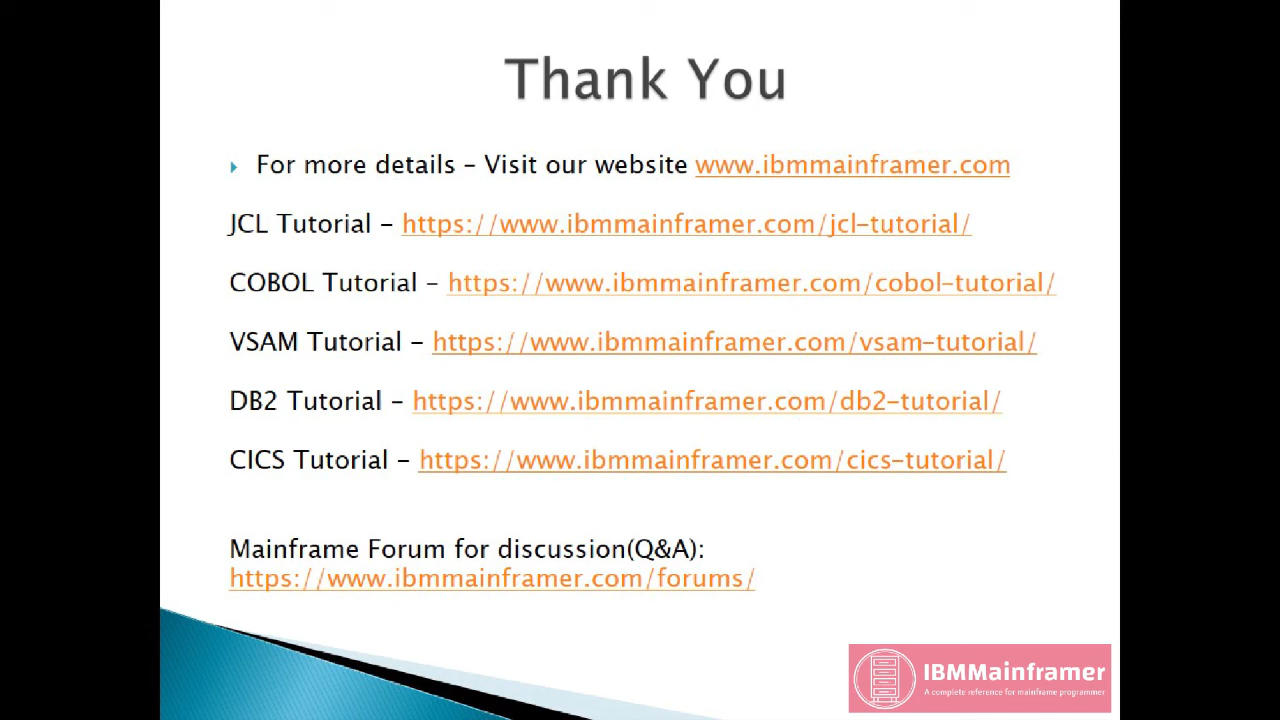 Thank You
For more details – Visit our website www.ibmmainframer.com
JCL Tutorial – https://www.ibmmainframer.com/jcl-tutorial/
COBOL Tutorial – https://www.ibmmainframer.com/cobol-tutorial/
VSAM Tutorial – https://www.ibmmainframer.com/vsam-tutorial/
DB2 Tutorial – https://www.ibmmainframer.com/db2-tutorial/
CICS Tutorial – https://www.ibmmainframer.com/cics-tutorial/
Mainframe Forum for discussion(Q&A):
https://www.ibmmainframer.com/forums/
IBMMainframer
A complete reference for mainframe programmer